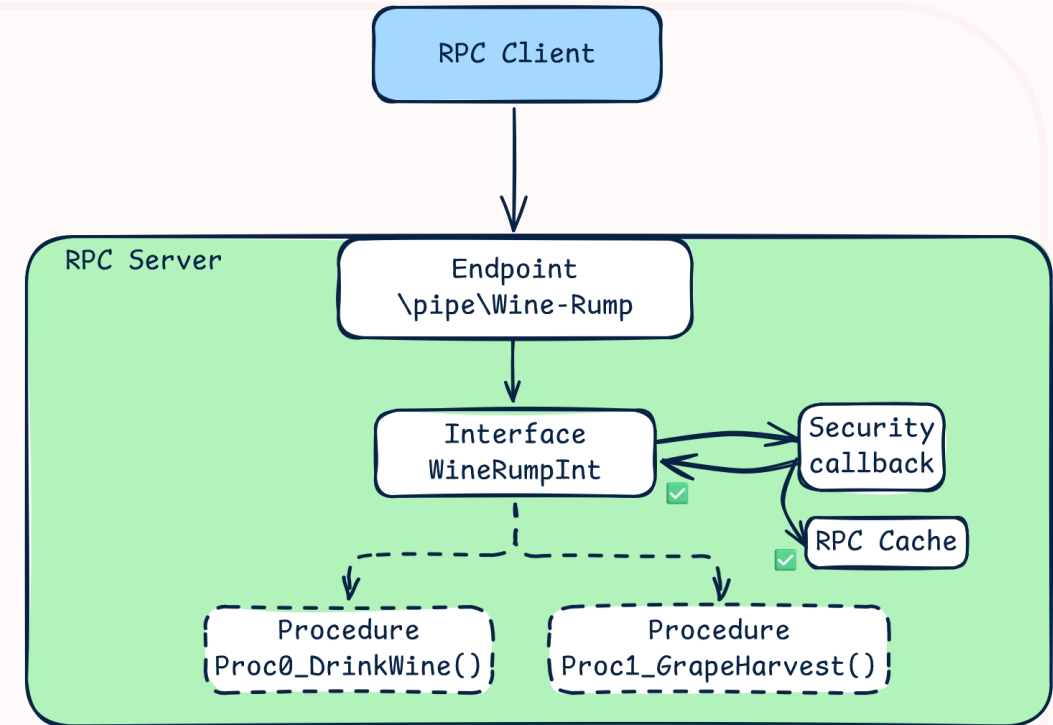 RPC Client
RPC Server
Endpoint
\pipe\Wine-Rump
Interface
WineRumpInt
Security
callback
RPC Cache
Procedure
Proc0_DrinkWine()
Procedure
Proc1_GrapeHarvest()